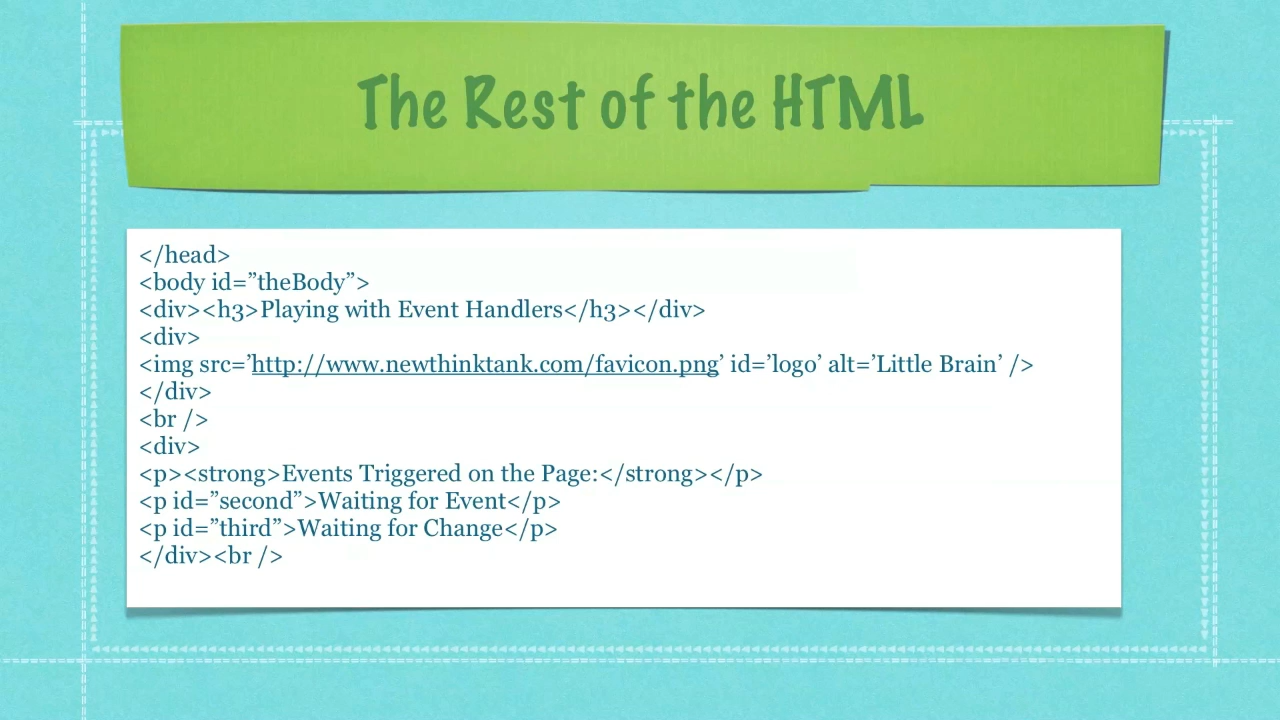 The Rest of the HTML
</head>
<body id=”theBody”>
<div><h3>Playing with Event Handlers</h3></div>
<div>
<img src=’http://www.newthinktank.com/favicon.png’ id=’logo’ alt=’Little Brain’ />
</div>
<br />
<div>
<p><strong>Events Triggered on the Page:</strong></p>
<p id=”second”>Waiting for Event</p>
<p id=”third”>Waiting for Change</p>
</div><br />